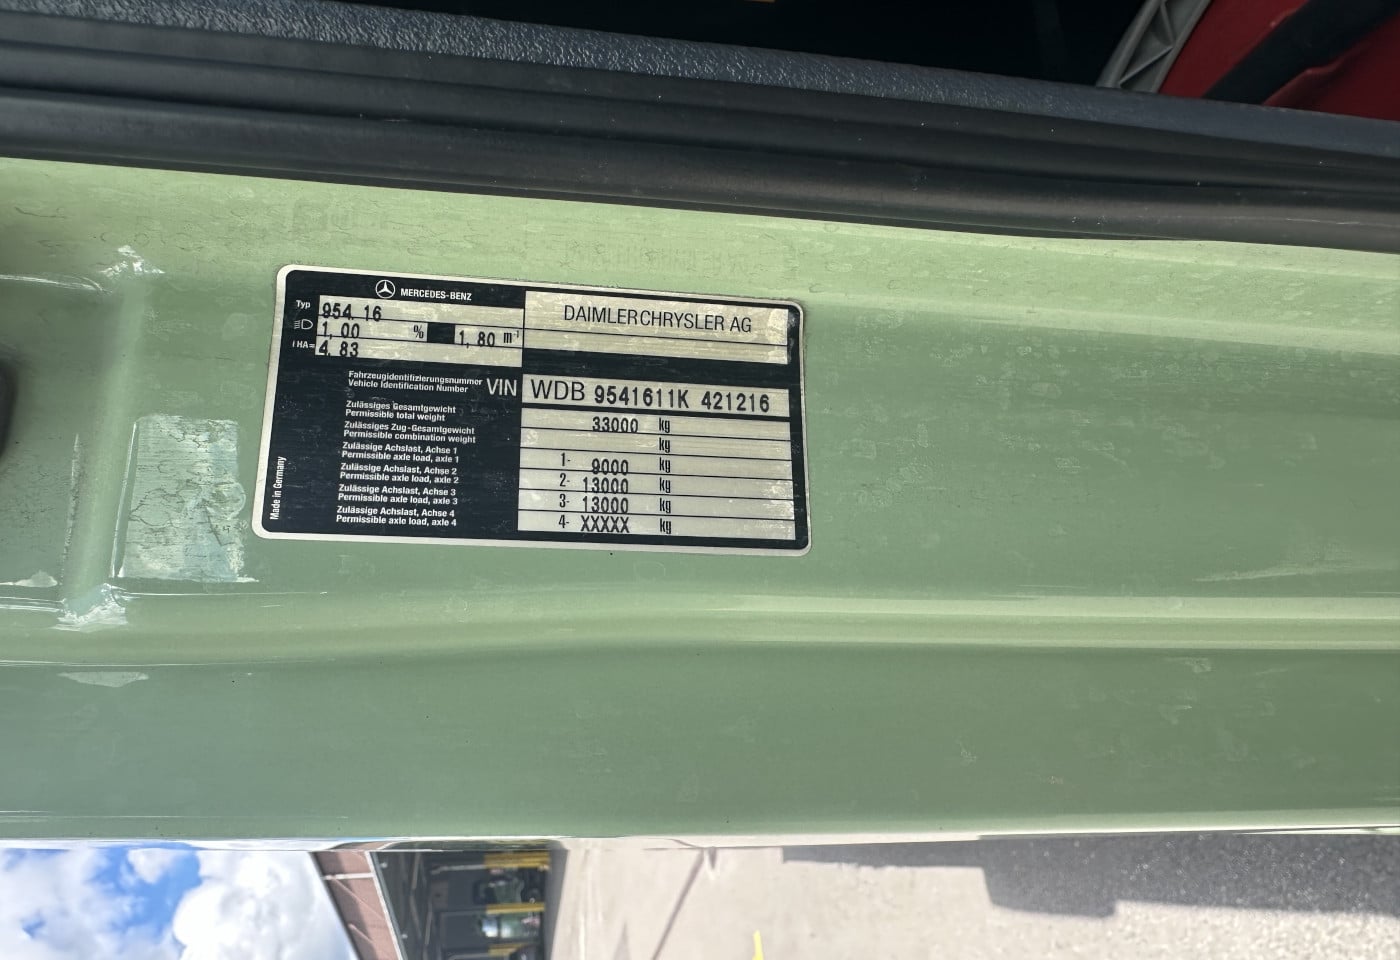 MERCEDES-BENZ
DAIMLERCHRYSLER AG
Typ 954.16
1,00 % 1,80 m⁻¹
i HA= 4,83
Fahrzeugidentifizierungsnummer
Vehicle Identification Number
VIN WDB 9541611K 421216
Zulässiges Gesamtgewicht
Permissible total weight
33000 kg
Zulässiges Zug-Gesamtgewicht
Permissible combination weight
kg
Zulässige Achslast, Achse 1
Permissible axle load, axle 1
1- 9000 kg
Zulässige Achslast, Achse 2
Permissible axle load, axle 2
2- 13000 kg
Zulässige Achslast, Achse 3
Permissible axle load, axle 3
3- 13000 kg
Zulässige Achslast, Achse 4
Permissible axle load, axle 4
4- XXXXX kg
Made in Germany